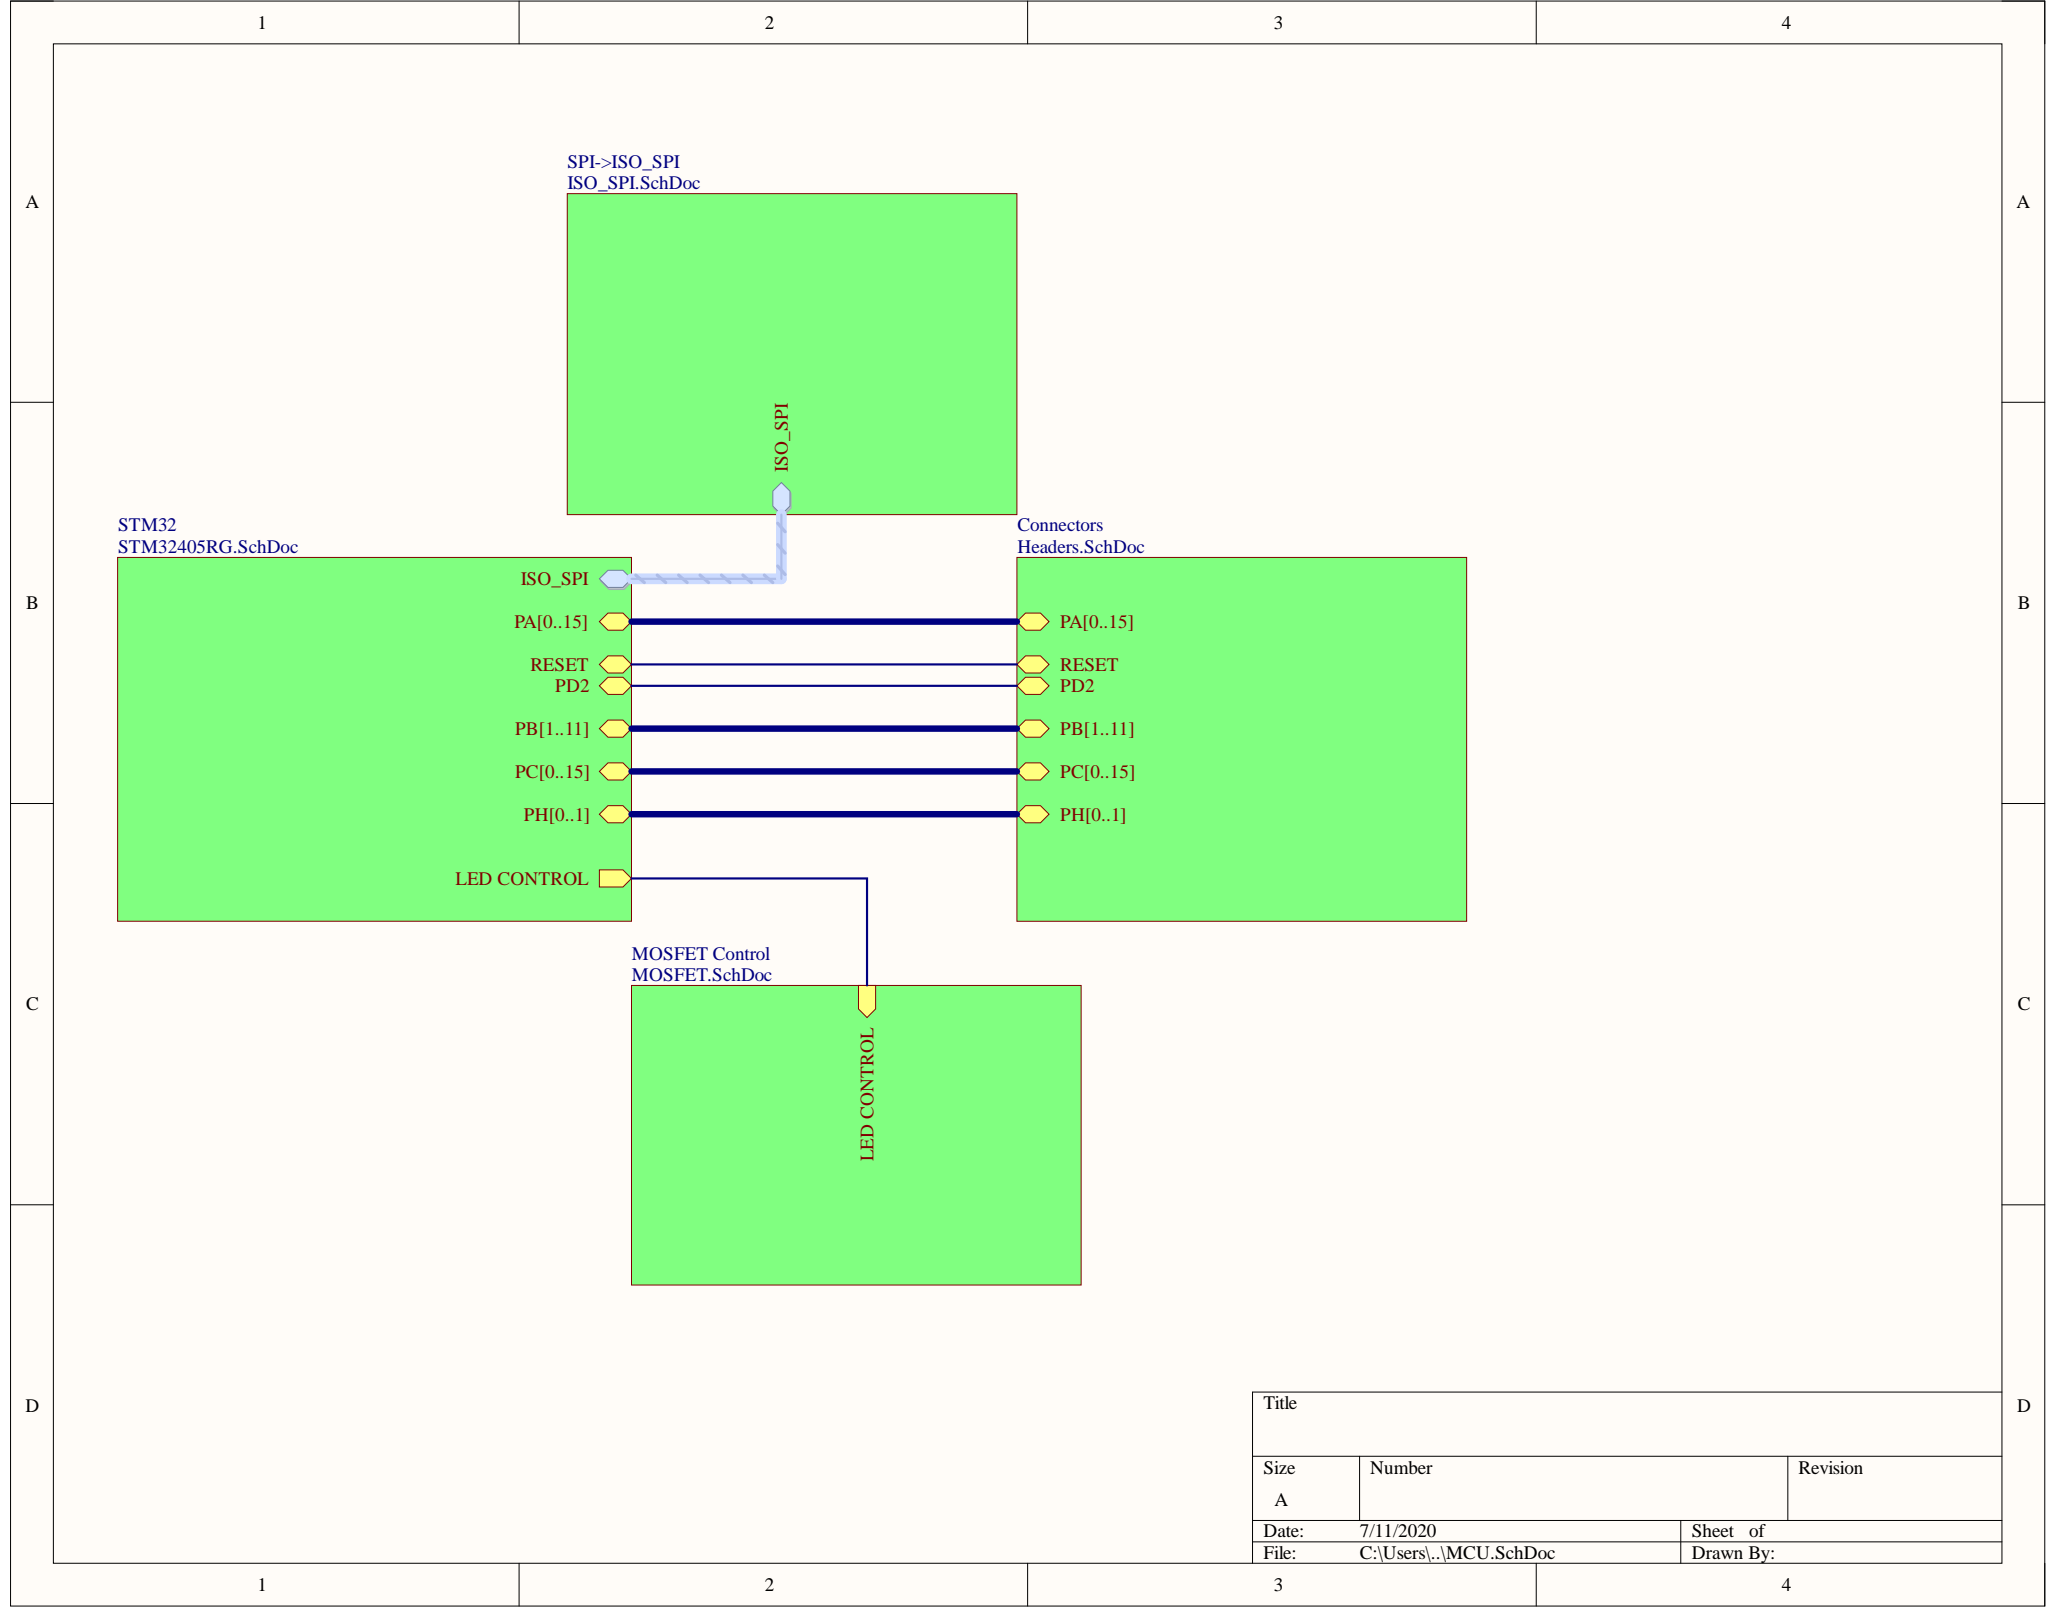 1 2 3 4
A A
SPI->ISO_SPI
ISO_SPI.SchDoc
ISO_SPI
B B
STM32
STM32405RG.SchDoc
ISO_SPI
PA[0..15]
RESET
PD2
PB[1..11]
PC[0..15]
PH[0..1]
LED CONTROL
Connectors
Headers.SchDoc
PA[0..15]
RESET
PD2
PB[1..11]
PC[0..15]
PH[0..1]
C C
MOSFET Control
MOSFET.SchDoc
LED CONTROL
D D
Title
Size Number Revision
A
Date: 7/11/2020 Sheet of
File: C:\Users\..\MCU.SchDoc Drawn By:
1 2 3 4